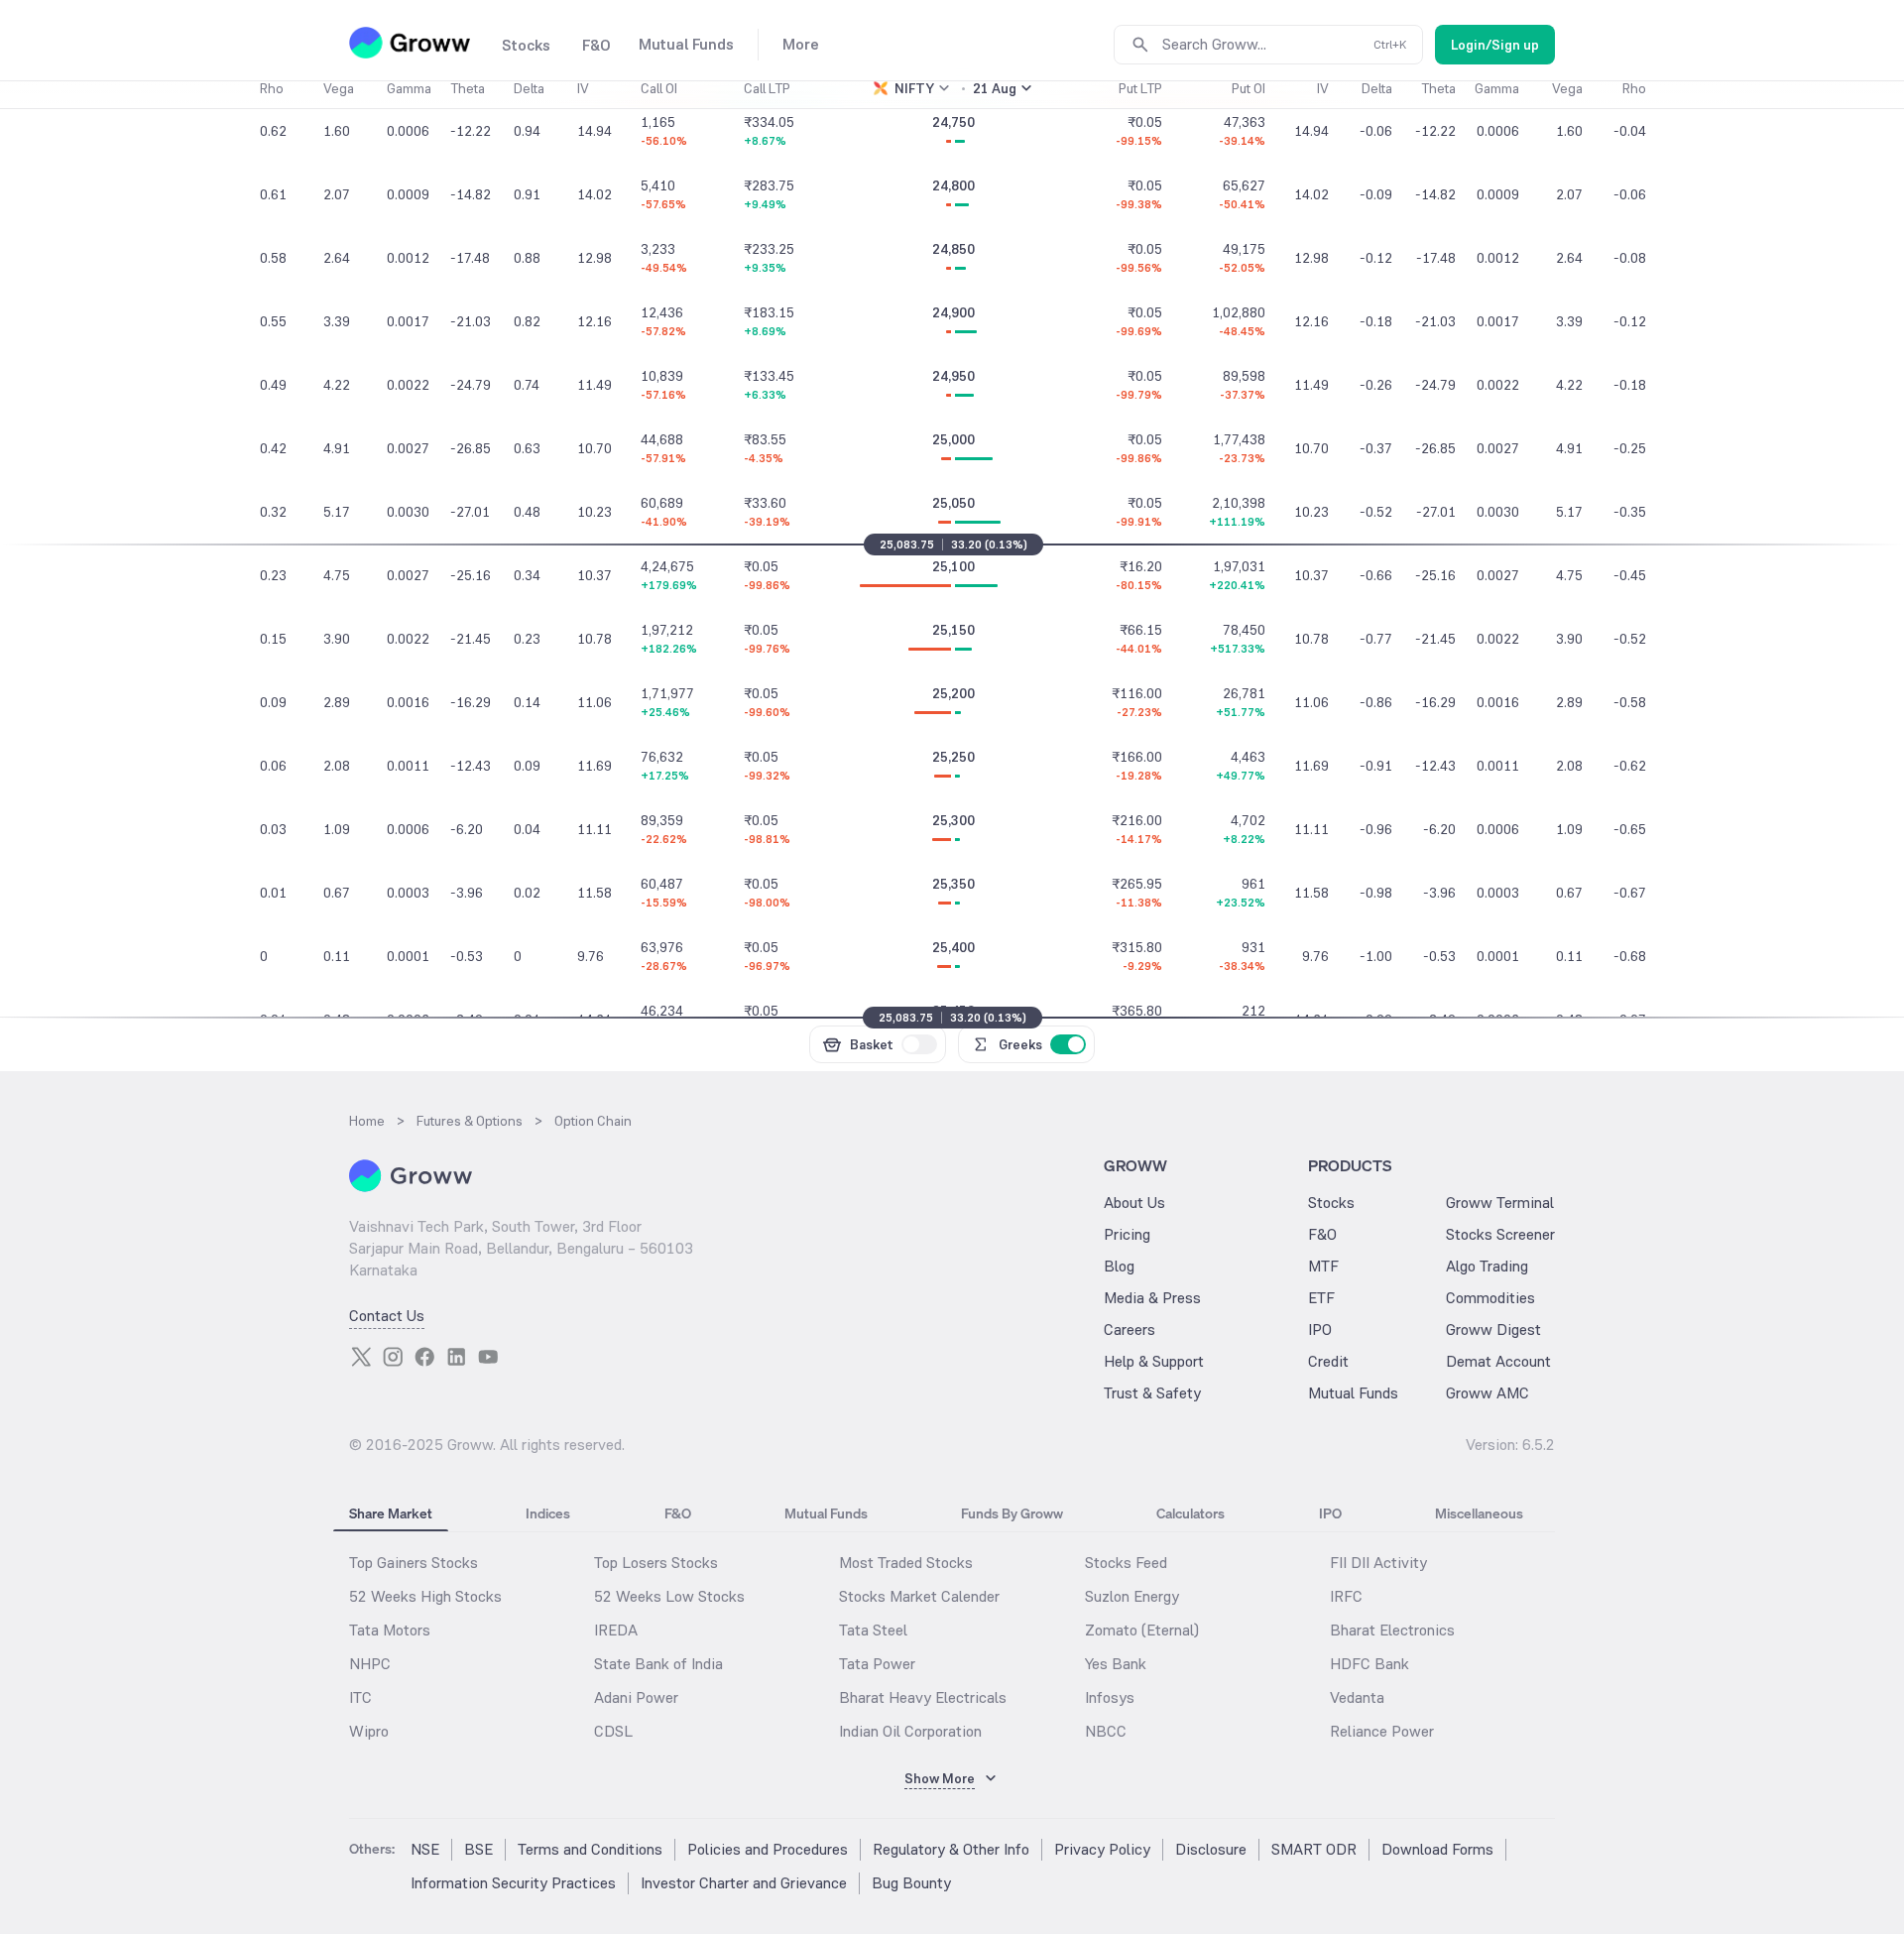 Groww Stocks F&O Mutual Funds More Search Groww... Ctrl+K Login/Sign up
Rho Vega Gamma Theta Delta IV Call OI Call LTP NIFTY · 21 Aug Put LTP Put OI IV Delta Theta Gamma Vega Rho
0.62 1.60 0.0006 -12.22 0.94 14.94 1,165 ₹334.05 24,750 ₹0.05 47,363 14.94 -0.06 -12.22 0.0006 1.60 -0.04
-56.10% +8.67% -99.15% -39.14%
0.61 2.07 0.0009 -14.82 0.91 14.02 5,410 ₹283.75 24,800 ₹0.05 65,627 14.02 -0.09 -14.82 0.0009 2.07 -0.06
-57.65% +9.49% -99.38% -50.41%
0.58 2.64 0.0012 -17.48 0.88 12.98 3,233 ₹233.25 24,850 ₹0.05 49,175 12.98 -0.12 -17.48 0.0012 2.64 -0.08
-49.54% +9.35% -99.56% -52.05%
0.55 3.39 0.0017 -21.03 0.82 12.16 12,436 ₹183.15 24,900 ₹0.05 1,02,880 12.16 -0.18 -21.03 0.0017 3.39 -0.12
-57.82% +8.69% -99.69% -48.45%
0.49 4.22 0.0022 -24.79 0.74 11.49 10,839 ₹133.45 24,950 ₹0.05 89,598 11.49 -0.26 -24.79 0.0022 4.22 -0.18
-57.16% +6.33% -99.79% -37.37%
0.42 4.91 0.0027 -26.85 0.63 10.70 44,688 ₹83.55 25,000 ₹0.05 1,77,438 10.70 -0.37 -26.85 0.0027 4.91 -0.25
-57.91% -4.35% -99.86% -23.73%
0.32 5.17 0.0030 -27.01 0.48 10.23 60,689 ₹33.60 25,050 ₹0.05 2,10,398 10.23 -0.52 -27.01 0.0030 5.17 -0.35
-41.90% -39.19% -99.91% +111.19%
25,083.75 | 33.20 (0.13%)
0.23 4.75 0.0027 -25.16 0.34 10.37 4,24,675 ₹0.05 25,100 ₹16.20 1,97,031 10.37 -0.66 -25.16 0.0027 4.75 -0.45
+179.69% -99.86% -80.15% +220.41%
0.15 3.90 0.0022 -21.45 0.23 10.78 1,97,212 ₹0.05 25,150 ₹66.15 78,450 10.78 -0.77 -21.45 0.0022 3.90 -0.52
+182.26% -99.76% -44.01% +517.33%
0.09 2.89 0.0016 -16.29 0.14 11.06 1,71,977 ₹0.05 25,200 ₹116.00 26,781 11.06 -0.86 -16.29 0.0016 2.89 -0.58
+25.46% -99.60% -27.23% +51.77%
0.06 2.08 0.0011 -12.43 0.09 11.69 76,632 ₹0.05 25,250 ₹166.00 4,463 11.69 -0.91 -12.43 0.0011 2.08 -0.62
+17.25% -99.32% -19.28% +49.77%
0.03 1.09 0.0006 -6.20 0.04 11.11 89,359 ₹0.05 25,300 ₹216.00 4,702 11.11 -0.96 -6.20 0.0006 1.09 -0.65
-22.62% -98.81% -14.17% +8.22%
0.01 0.67 0.0003 -3.96 0.02 11.58 60,487 ₹0.05 25,350 ₹265.95 961 11.58 -0.98 -3.96 0.0003 0.67 -0.67
-15.59% -98.00% -11.38% +23.52%
0 0.11 0.0001 -0.53 0 9.76 63,976 ₹0.05 25,400 ₹315.80 931 9.76 -1.00 -0.53 0.0001 0.11 -0.68
-28.67% -96.97% -9.29% -38.34%
46,234 ₹0.05 ₹365.80 212
25,083.75 | 33.20 (0.13%)
Basket Greeks
Home > Futures & Options > Option Chain
Groww
Vaishnavi Tech Park, South Tower, 3rd Floor
Sarjapur Main Road, Bellandur, Bengaluru – 560103
Karnataka
Contact Us
GROWW
About Us
Pricing
Blog
Media & Press
Careers
Help & Support
Trust & Safety
PRODUCTS
Stocks
F&O
MTF
ETF
IPO
Credit
Mutual Funds
Groww Terminal
Stocks Screener
Algo Trading
Commodities
Groww Digest
Demat Account
Groww AMC
© 2016-2025 Groww. All rights reserved. Version: 6.5.2
Share Market Indices F&O Mutual Funds Funds By Groww Calculators IPO Miscellaneous
Top Gainers Stocks Top Losers Stocks Most Traded Stocks Stocks Feed FII DII Activity
52 Weeks High Stocks 52 Weeks Low Stocks Stocks Market Calender Suzlon Energy IRFC
Tata Motors IREDA Tata Steel Zomato (Eternal) Bharat Electronics
NHPC State Bank of India Tata Power Yes Bank HDFC Bank
ITC Adani Power Bharat Heavy Electricals Infosys Vedanta
Wipro CDSL Indian Oil Corporation NBCC Reliance Power
Show More
Others: NSE | BSE | Terms and Conditions | Policies and Procedures | Regulatory & Other Info | Privacy Policy | Disclosure | SMART ODR | Download Forms |
Information Security Practices | Investor Charter and Grievance | Bug Bounty